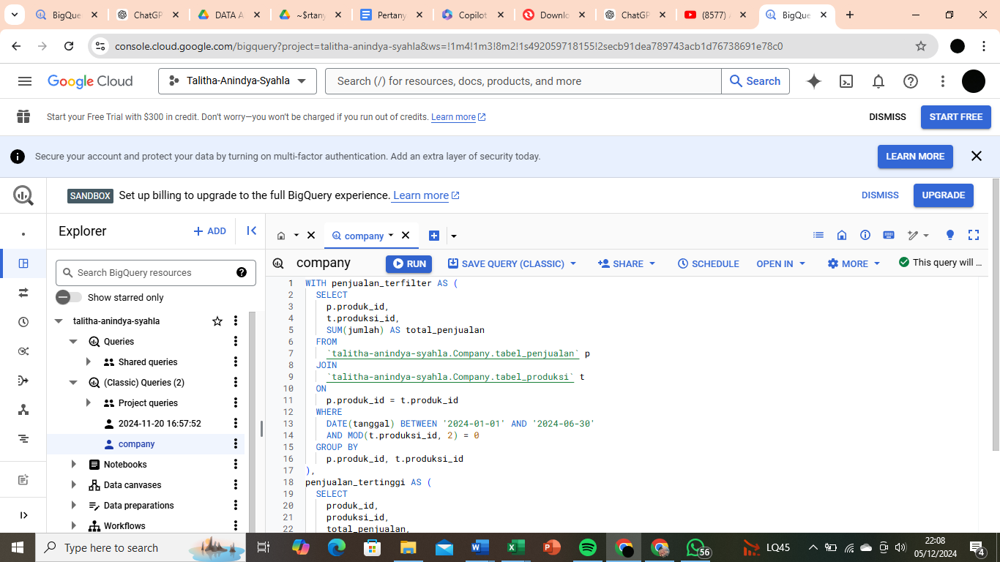 BigQue
ChatGP
DATA A
~$rtany
Pertany
Copilot
Downlo
ChatGP
(8577)
BigQue
console.cloud.google.com/bigquery?project=talitha-anindya-syahla&ws=!1m4!1m3!8m2!1s492059718155!2secb91dea789743acb1d76738691e78c0
Google Cloud
Talitha-Anindya-Syahla
Search (/) for resources, docs, products, and more
Search
Start your Free Trial with $300 in credit. Don't worry—you won't be charged if you run out of credits. Learn more
DISMISS
START FREE
Secure your account and protect your data by turning on multi-factor authentication. Add an extra layer of security today.
LEARN MORE
SANDBOX Set up billing to upgrade to the full BigQuery experience. Learn more
DISMISS
UPGRADE
Explorer
+ ADD
Search BigQuery resources
Show starred only
talitha-anindya-syahla
Queries
Shared queries
(Classic) Queries (2)
Project queries
2024-11-20 16:57:52
company
Notebooks
Data canvases
Data preparations
Workflows
company
company
RUN
SAVE QUERY (CLASSIC)
SHARE
SCHEDULE
OPEN IN
MORE
This query will ...
1 WITH penjualan_terfilter AS (
2 SELECT
3 p.produk_id,
4 t.produksi_id,
5 SUM(jumlah) AS total_penjualan
6 FROM
7 `talitha-anindya-syahla.Company.tabel_penjualan` p
8 JOIN
9 `talitha-anindya-syahla.Company.tabel_produksi` t
10 ON
11 p.produk_id = t.produk_id
12 WHERE
13 DATE(tanggal) BETWEEN '2024-01-01' AND '2024-06-30'
14 AND MOD(t.produksi_id, 2) = 0
15 GROUP BY
16 p.produk_id, t.produksi_id
17 ),
18 penjualan_tertinggi AS (
19 SELECT
20 produk_id,
21 produksi_id,
22 total_penjualan,
Type here to search
56
LQ45
22:08
05/12/2024
4